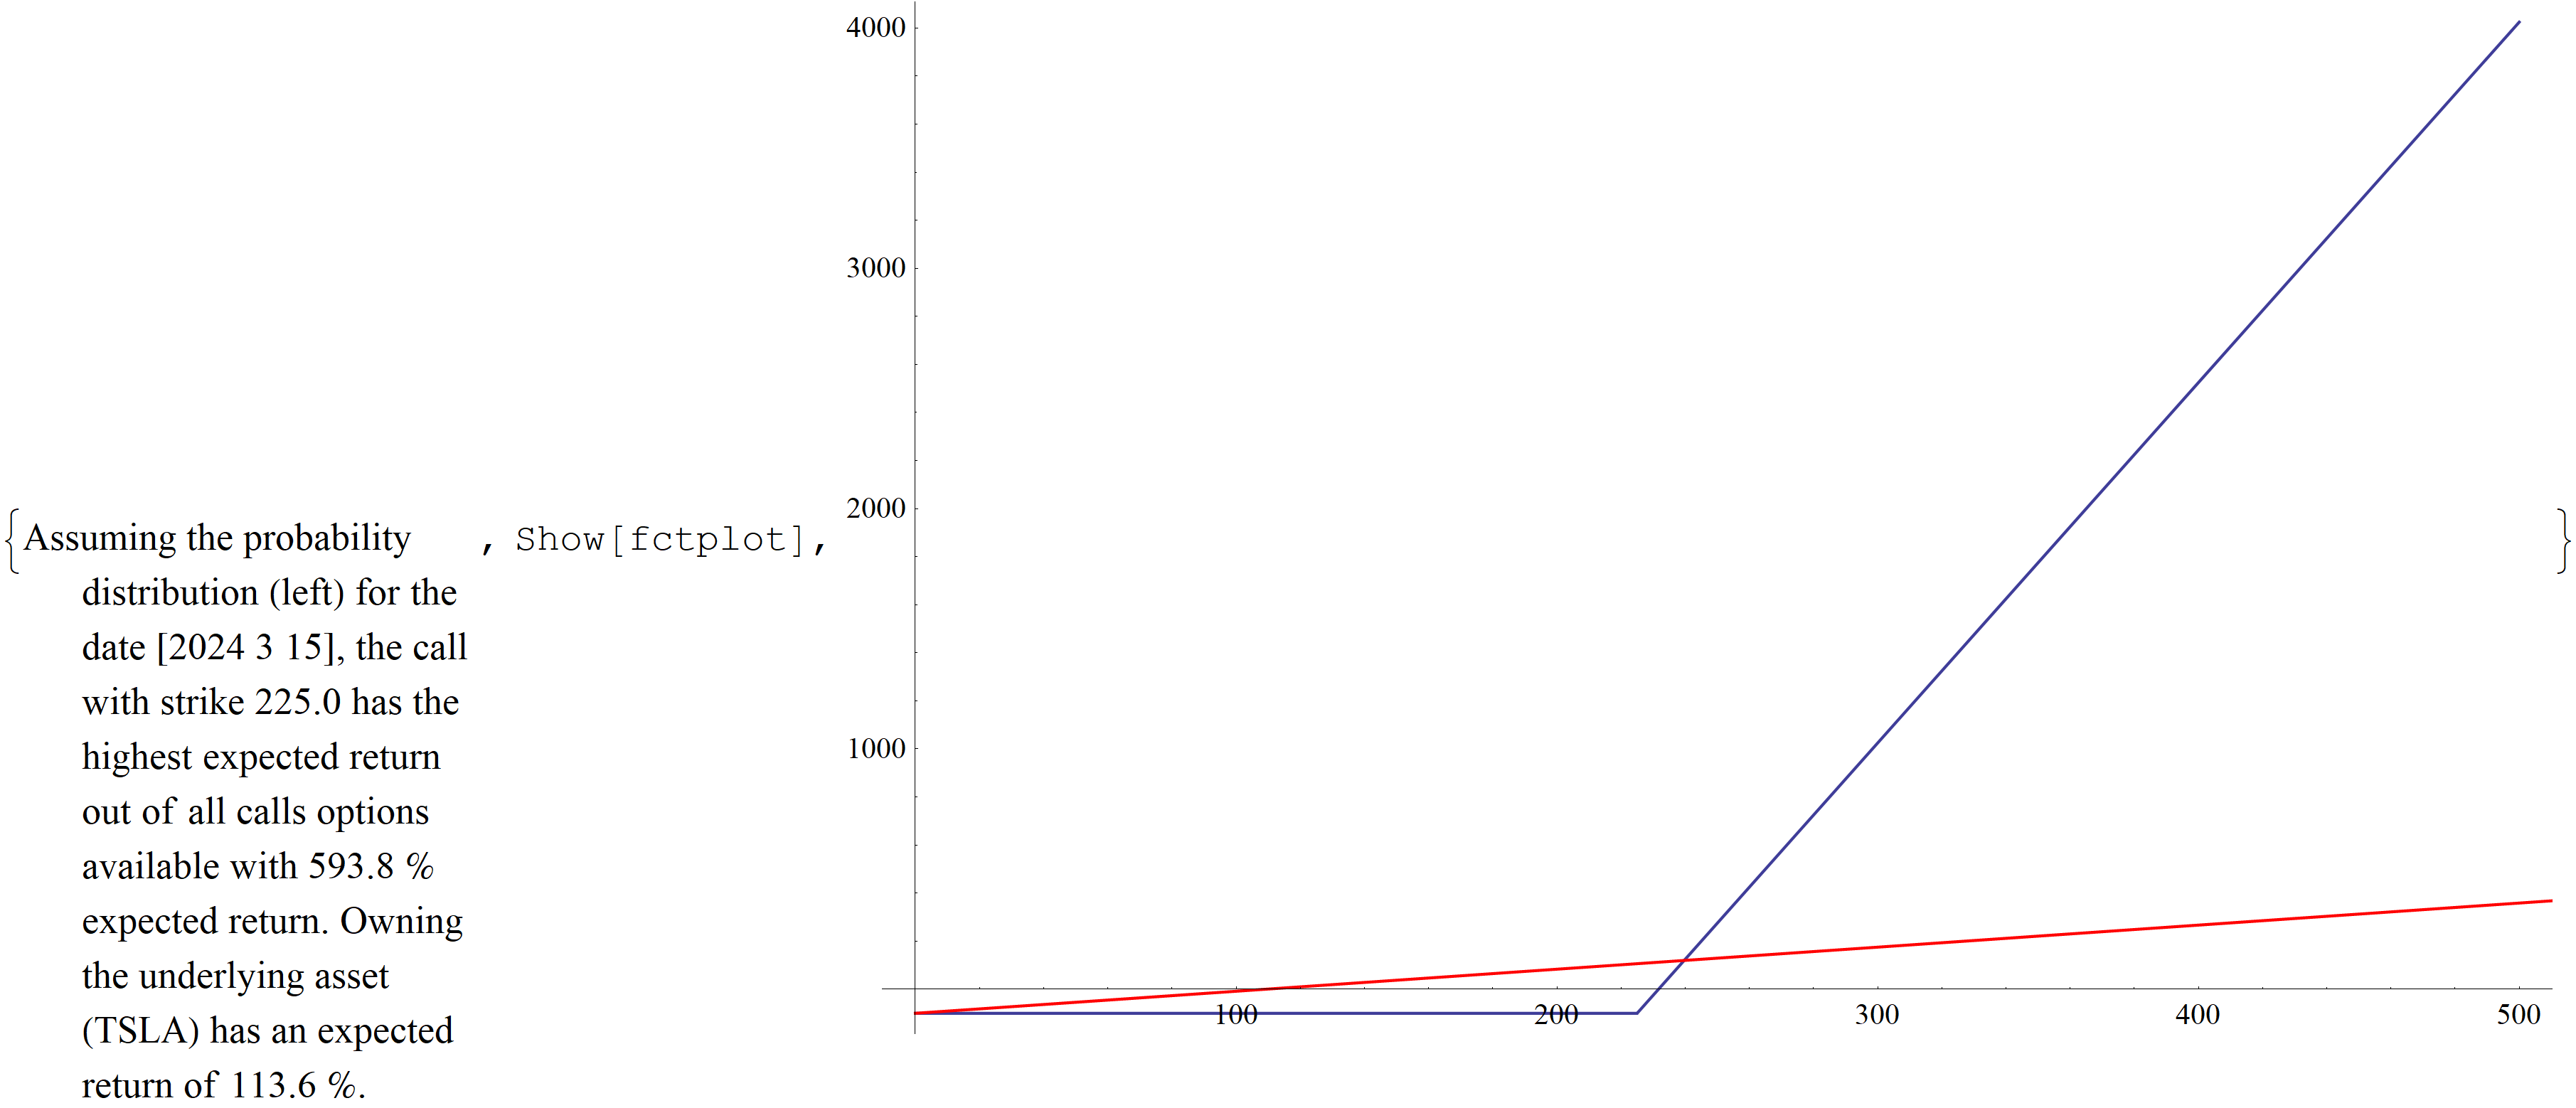 {Assuming the probability , Show[fctplot], }
distribution (left) for the
date [2024 3 15], the call
with strike 225.0 has the
highest expected return
out of all calls options
available with 593.8 %
expected return. Owning
the underlying asset
(TSLA) has an expected
return of 113.6 %.
4000
3000
2000
1000
100 200 300 400 500